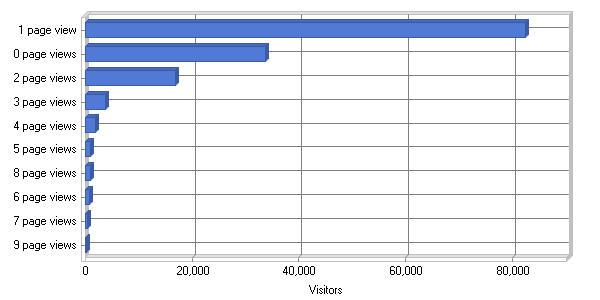 1 page view
0 page views
2 page views
3 page views
4 page views
5 page views
8 page views
6 page views
7 page views
9 page views
0 20,000 40,000 60,000 80,000
Visitors